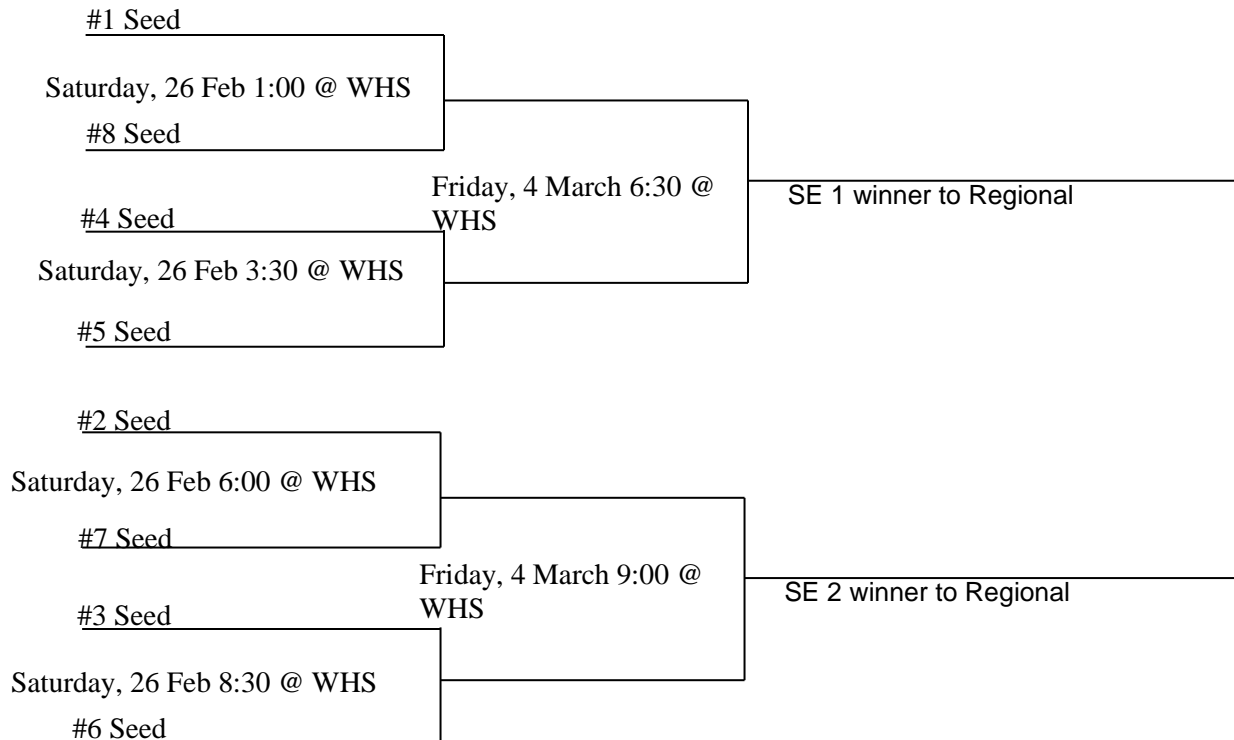 #1 Seed
Saturday, 26 Feb 1:00 @ WHS
#8 Seed
Friday, 4 March 6:30 @
WHS
SE 1 winner to Regional
#4 Seed
Saturday, 26 Feb 3:30 @ WHS
#5 Seed
#2 Seed
Saturday, 26 Feb 6:00 @ WHS
#7 Seed
Friday, 4 March 9:00 @
WHS
SE 2 winner to Regional
#3 Seed
Saturday, 26 Feb 8:30 @ WHS
#6 Seed